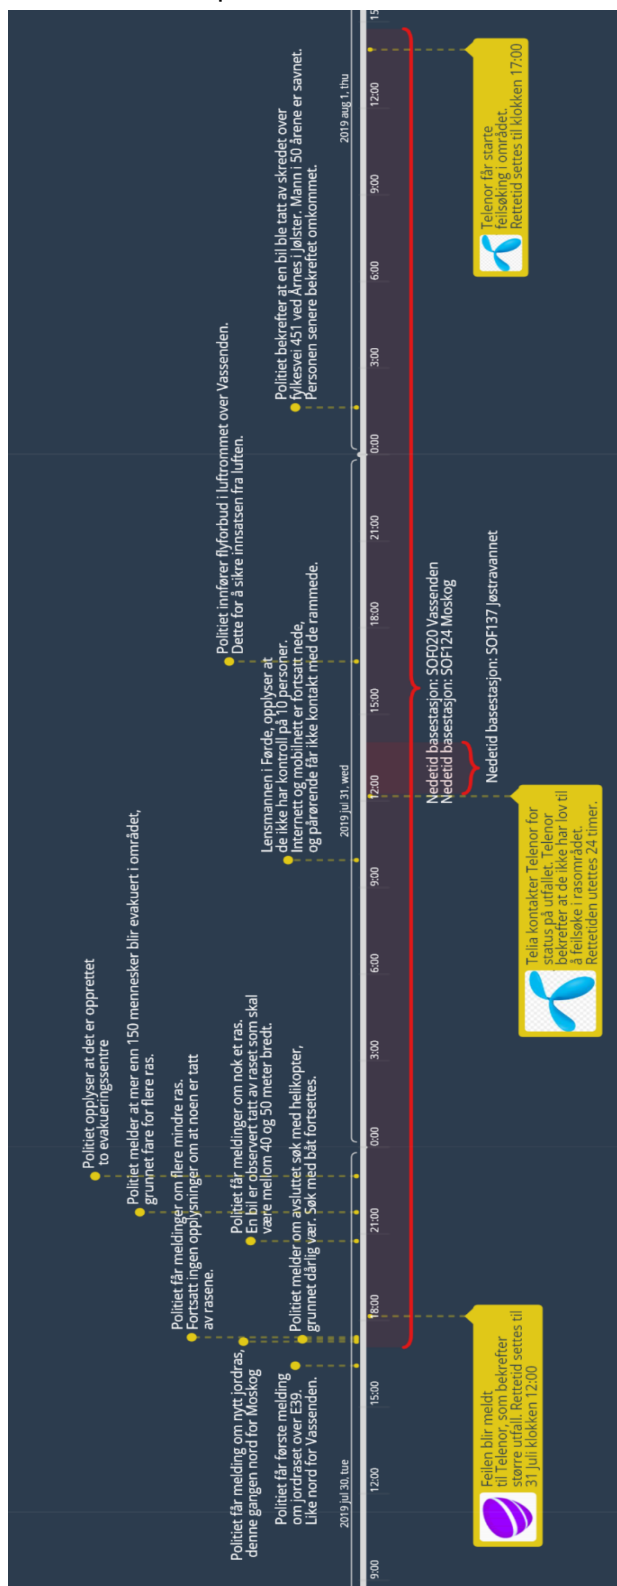 Politiet opplyser at det er opprettet
to evakueringssentre
Politiet melder at mer enn 150 mennesker blir evakuert i området,
grunnet fare for flere ras.
Politiet får meldinger om flere mindre ras.
Fortsatt ingen opplysninger om at noen er tatt
av rasene.
Politiet får meldinger om nok et ras.
En bil er observert tatt av raset som skal
være mellom 40 og 50 meter bredt.
Politiet får melding om nytt jordras,
denne gangen nord for Moskog
Politiet melder om avsluttet søk med helikopter,
grunnet dårlig vær. Søk med båt fortsettes.
Politiet får første melding
om jordraset over E39.
Like nord for Vassenden.
Politiet innfører flyforbud i luftrommet over Vassenden.
Dette for å sikre innsatsen fra luften.
Lensmannen i Førde, opplyser at
de ikke har kontroll på 10 personer.
Internett og mobilnett er fortsatt nede,
og pårørende får ikke kontakt med de rammede.
Politiet bekrefter at en bil ble tatt av skredet over
fylkesvei 451 ved Årnes i Jølster. Mann i 50 årene er savnet.
Personen senere bekreftet omkommet.
2019 jul 30, tue
2019 jul 31, wed
2019 aug 1, thu
9:00
12:00
15:00
18:00
21:00
0:00
3:00
6:00
9:00
12:00
15:00
18:00
21:00
0:00
3:00
6:00
9:00
12:00
15
Nedetid basestasjon: SOF020 Vassenden
Nedetid basestasjon: SOF124 Moskog
Nedetid basestasjon: SOF137 Jøstravannet
Feilen blir meldt
til Telenor, som bekrefter
større utfall. Rettetid settes til
31 Juli klokken 12:00
Telia kontakter Telenor for
status på utfallet. Telenor
bekrefter at de ikke har lov til
å feilsøke i rasområdet.
Rettetiden utettes 24 timer.
Telenor får starte
feilsøking i området.
Rettetid settes til klokken 17:00